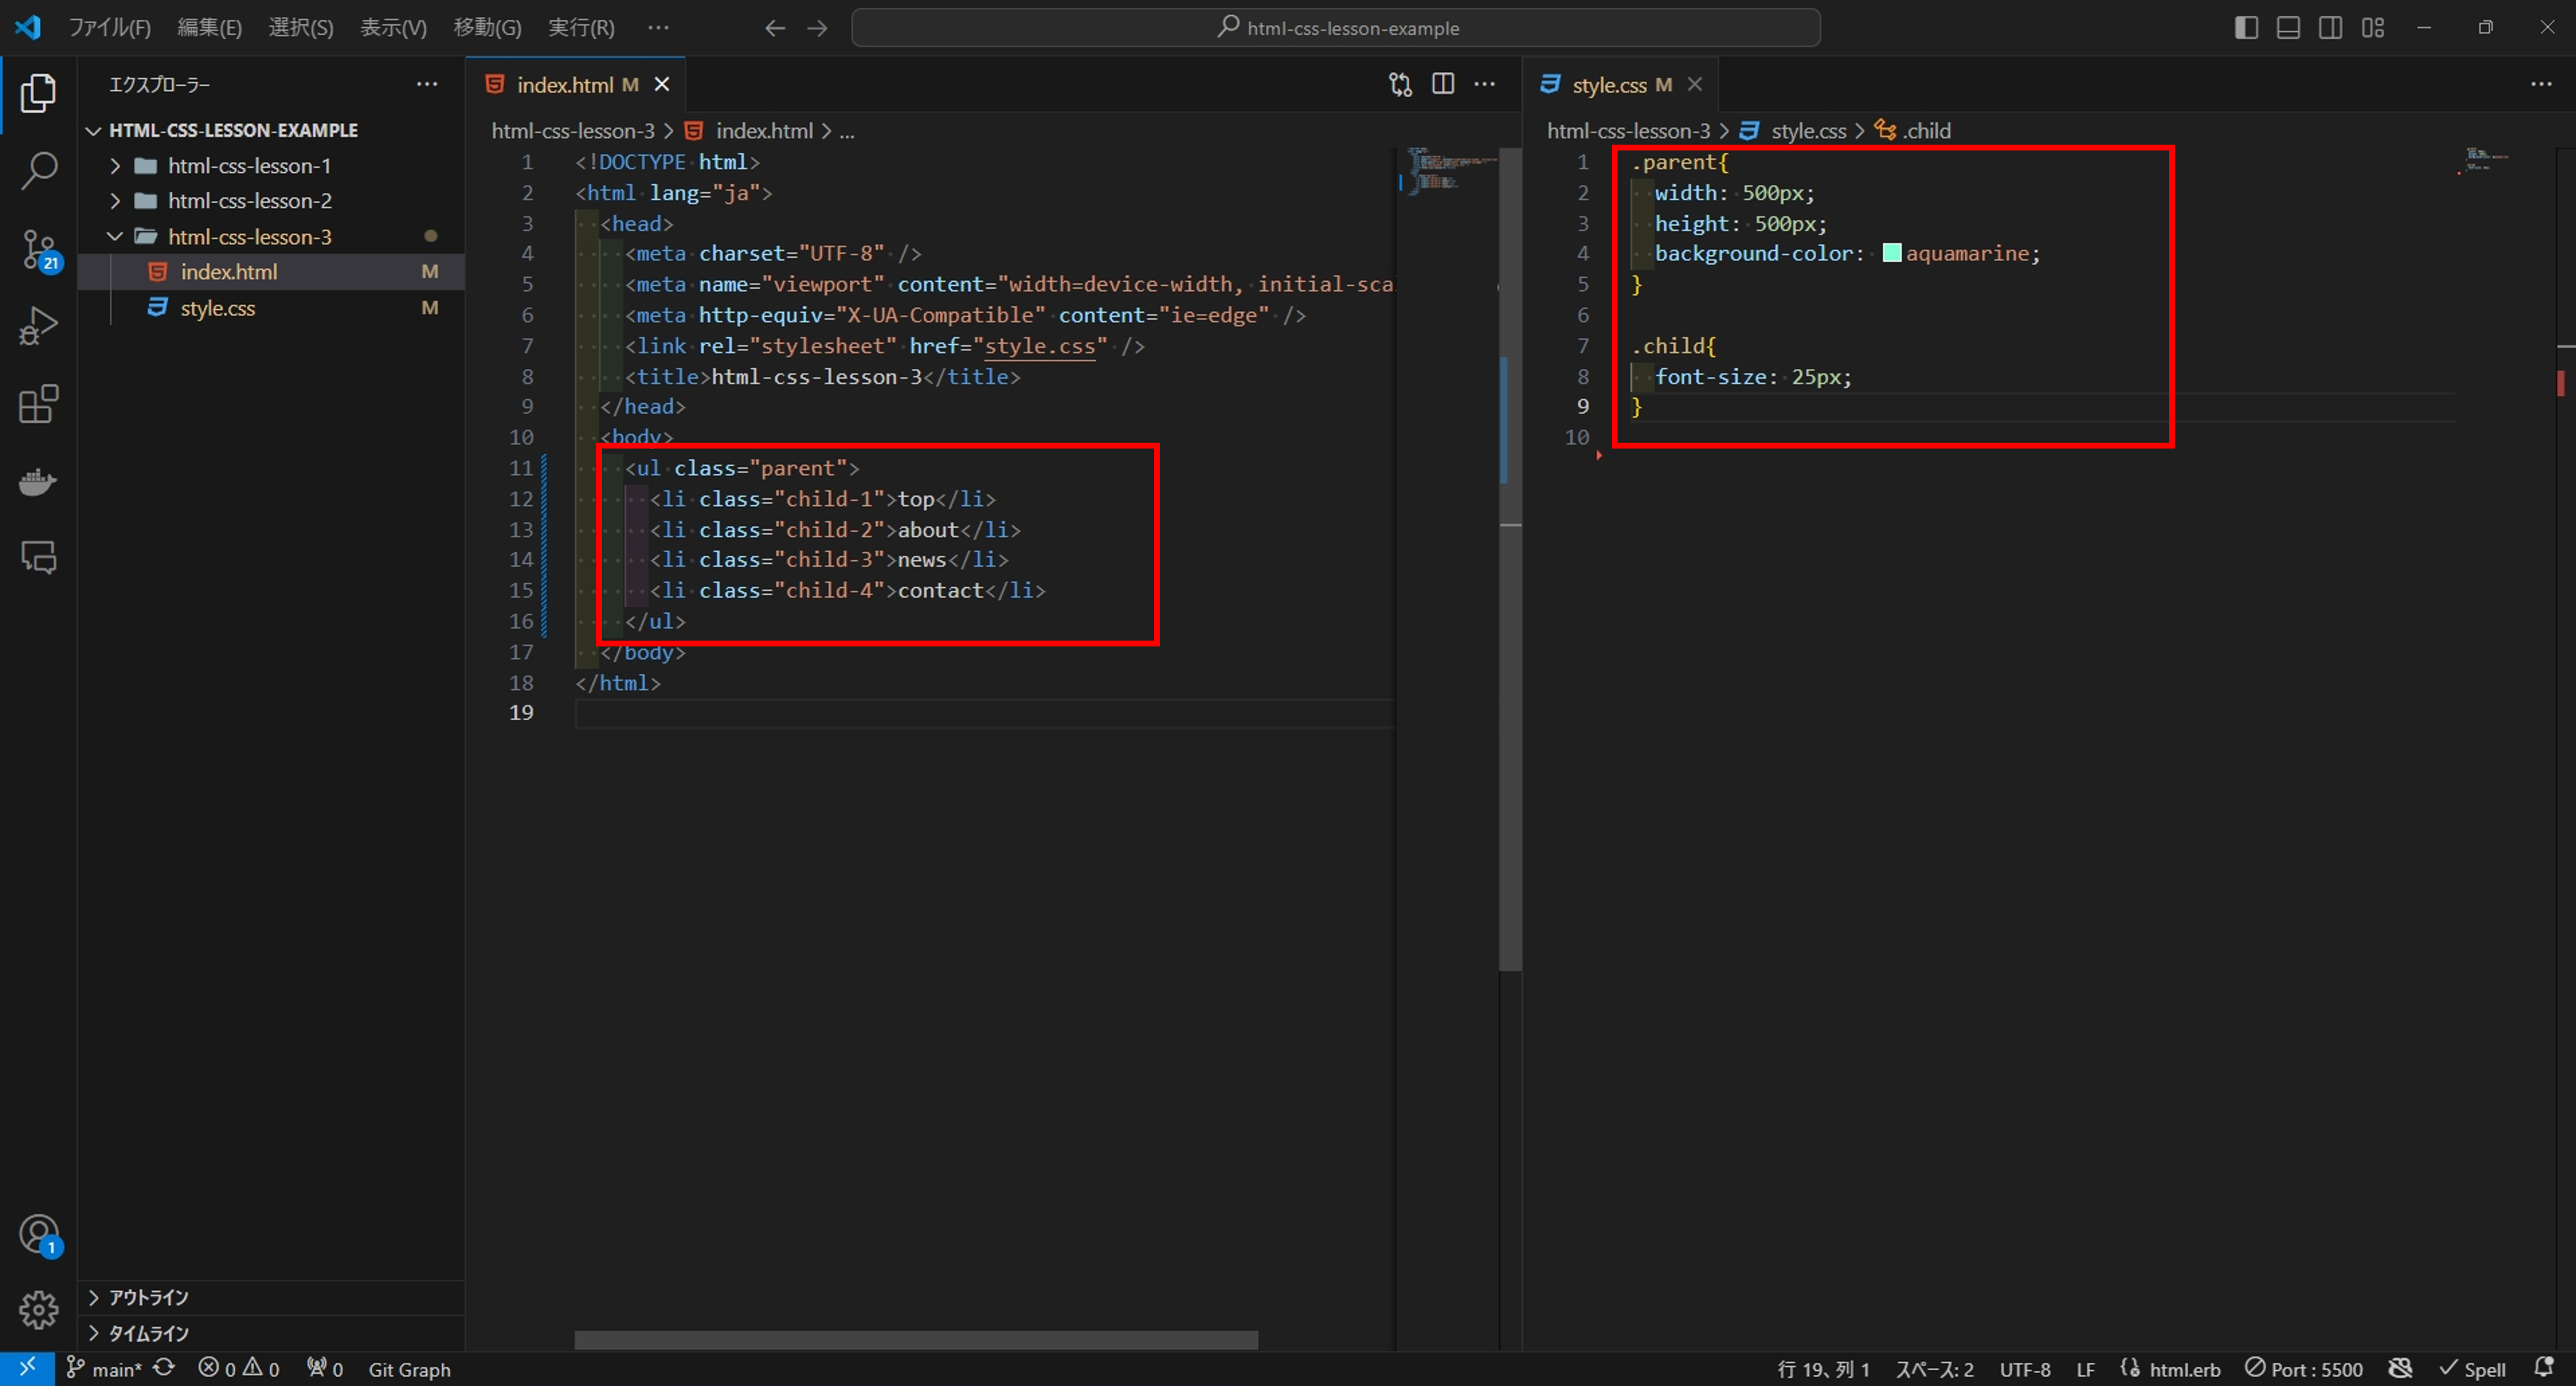 ファイル(F) 編集(E) 選択(S) 表示(V) 移動(G) 実行(R) ··· html-css-lesson-example
エクスプローラー ···
HTML-CSS-LESSON-EXAMPLE
html-css-lesson-1
html-css-lesson-2
html-css-lesson-3
index.html M
style.css M
アウトライン
タイムライン
21
1
index.html M
html-css-lesson-3 > index.html > ...
1 <!DOCTYPE html>
2 <html lang="ja">
3 <head>
4 <meta charset="UTF-8" />
5 <meta name="viewport" content="width=device-width, initial-sca
6 <meta http-equiv="X-UA-Compatible" content="ie=edge" />
7 <link rel="stylesheet" href="style.css" />
8 <title>html-css-lesson-3</title>
9 </head>
10 <body>
11 <ul class="parent">
12 <li class="child-1">top</li>
13 <li class="child-2">about</li>
14 <li class="child-3">news</li>
15 <li class="child-4">contact</li>
16 </ul>
17 </body>
18 </html>
19
style.css M
html-css-lesson-3 > style.css > .child
1 .parent{
2 width: 500px;
3 height: 500px;
4 background-color: aquamarine;
5 }
6
7 .child{
8 font-size: 25px;
9 }
10
main* 0 0 0 Git Graph 行 19、列 1 スペース: 2 UTF-8 LF html.erb Port : 5500 Spell